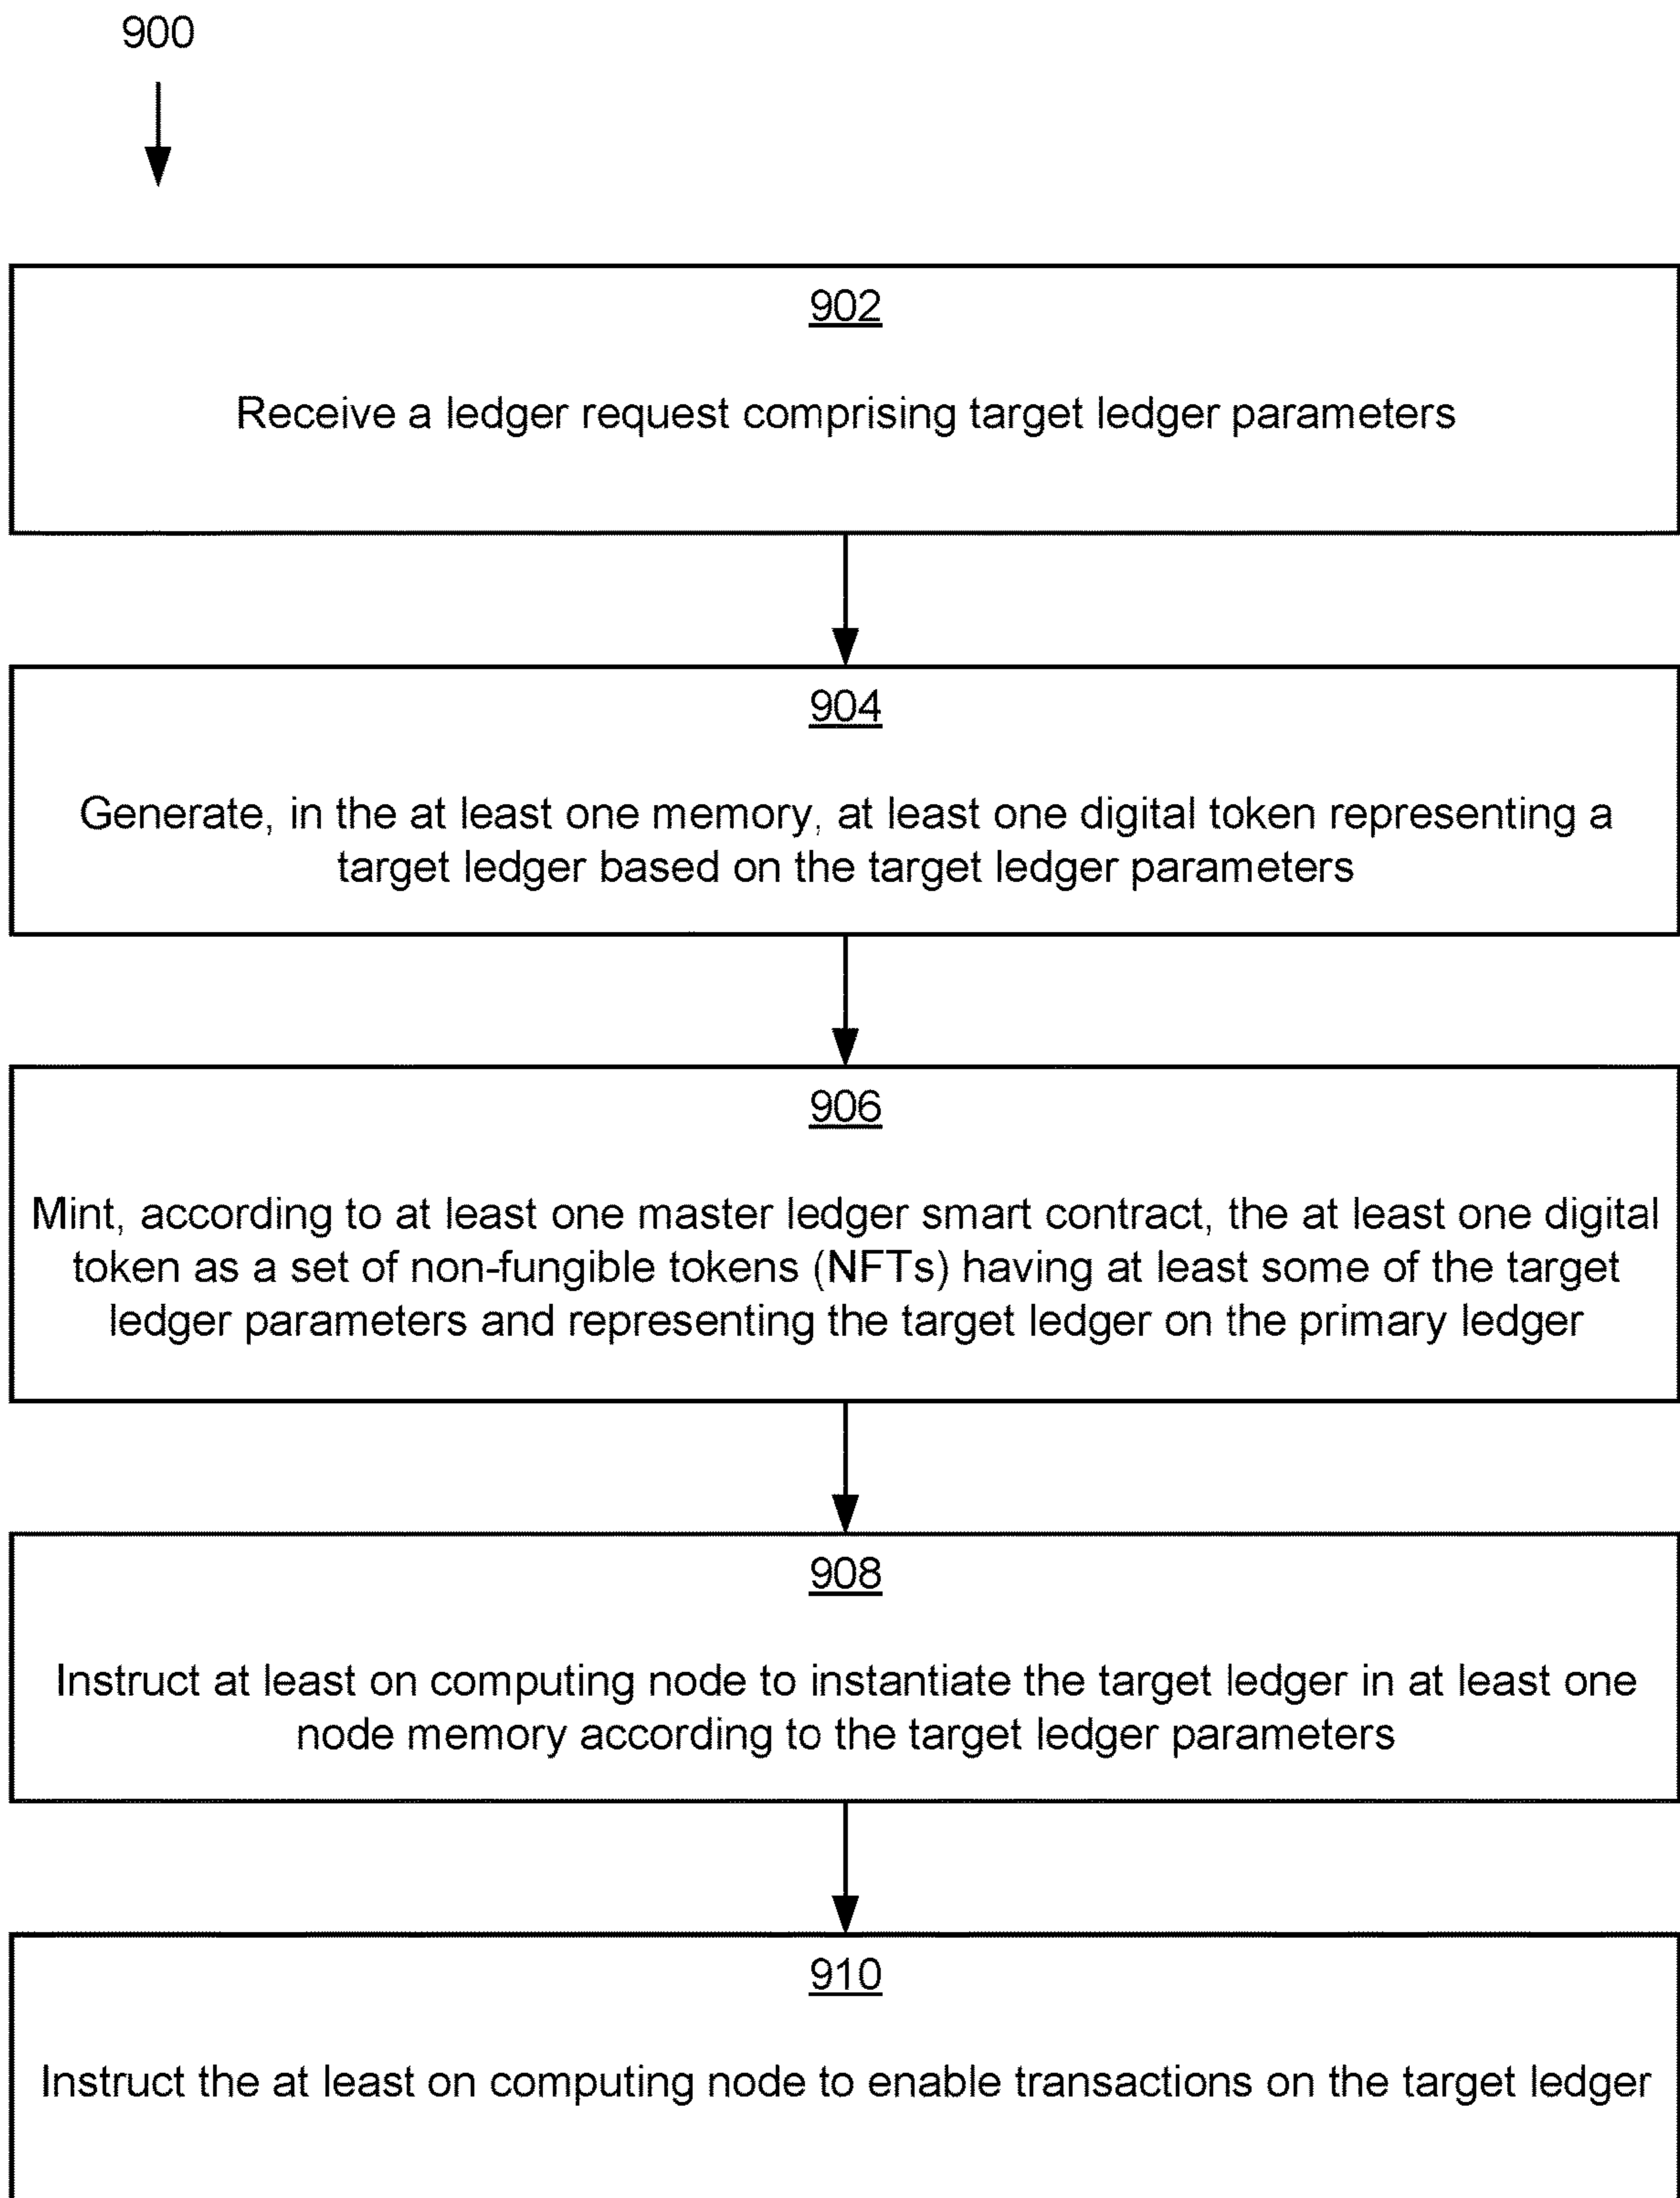 900
902
Receive a ledger request comprising target ledger parameters
904
Generate, in the at least one memory, at least one digital token representing a
target ledger based on the target ledger parameters
906
Mint, according to at least one master ledger smart contract, the at least one digital
token as a set of non-fungible tokens (NFTs) having at least some of the target
ledger parameters and representing the target ledger on the primary ledger
908
Instruct at least on computing node to instantiate the target ledger in at least one
node memory according to the target ledger parameters
910
Instruct the at least on computing node to enable transactions on the target ledger